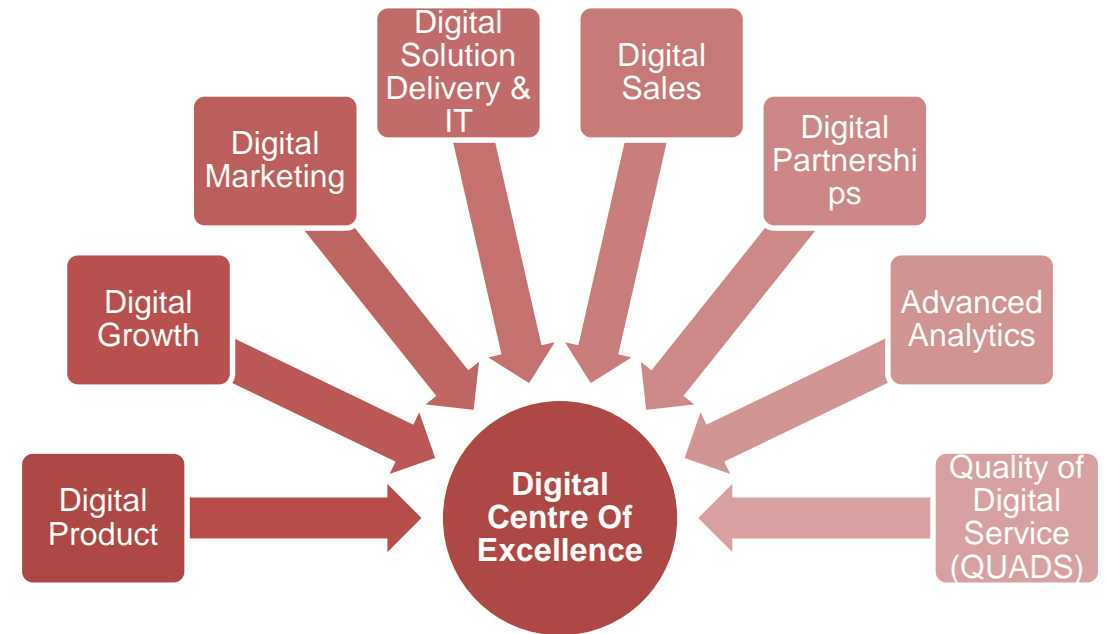 Digital
Solution
Delivery &
IT
Digital
Sales
Digital
Marketing
Digital
Partnershi
ps
Digital
Growth
Advanced
Analytics
Digital
Product
Digital
Centre Of
Excellence
Quality of
Digital
Service
(QUADS)